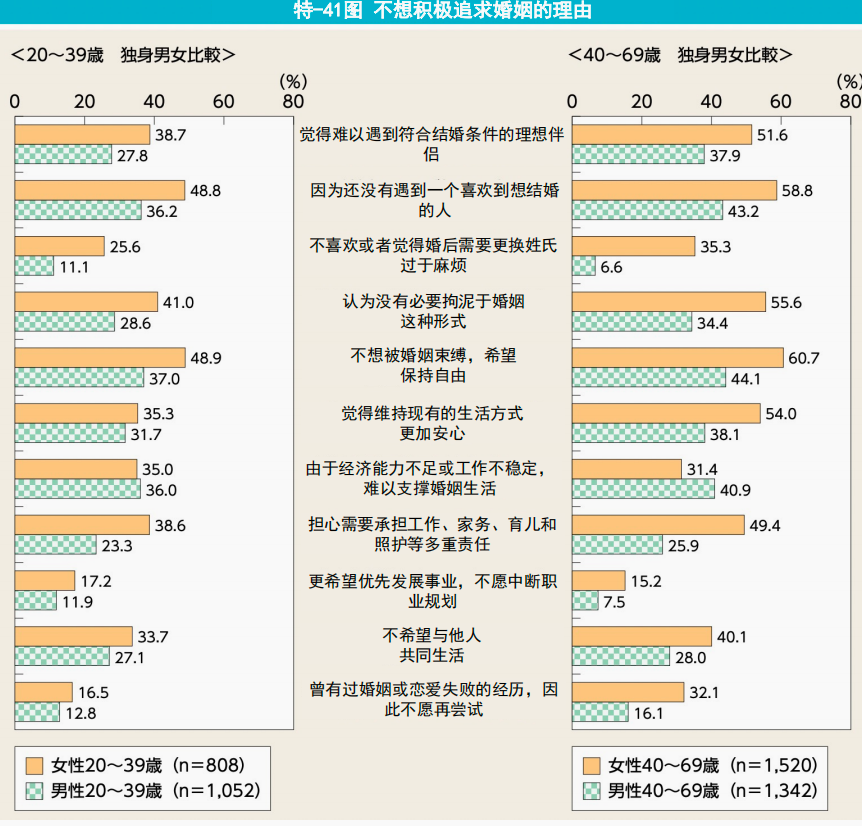 特-41图 不想积极追求婚姻的理由
＜20～39歳　独身男女比較＞
＜40～69歳　独身男女比較＞
(%)
(%)
0 20 40 60 80
0 20 40 60 80
38.7
27.8
觉得难以遇到符合结婚条件的理想伴
侣
51.6
37.9
48.8
36.2
因为还没有遇到一个喜欢到想结婚
的人
58.8
43.2
25.6
11.1
不喜欢或者觉得婚后需要更换姓氏
过于麻烦
35.3
6.6
41.0
28.6
认为没有必要拘泥于婚姻
这种形式
55.6
34.4
48.9
37.0
不想被婚姻束缚，希望
保持自由
60.7
44.1
35.3
31.7
觉得维持现有的生活方式
更加安心
54.0
38.1
35.0
36.0
由于经济能力不足或工作不稳定，
难以支撑婚姻生活
31.4
40.9
38.6
23.3
担心需要承担工作、家务、育儿和
照护等多重责任
49.4
25.9
17.2
11.9
更希望优先发展事业，不愿中断职
业规划
15.2
7.5
33.7
27.1
不希望与他人
共同生活
40.1
28.0
16.5
12.8
曾有过婚姻或恋爱失败的经历，因
此不愿再尝试
32.1
16.1
女性20～39歳（n＝808）
男性20～39歳（n＝1,052）
女性40～69歳（n＝1,520）
男性40～69歳（n＝1,342）